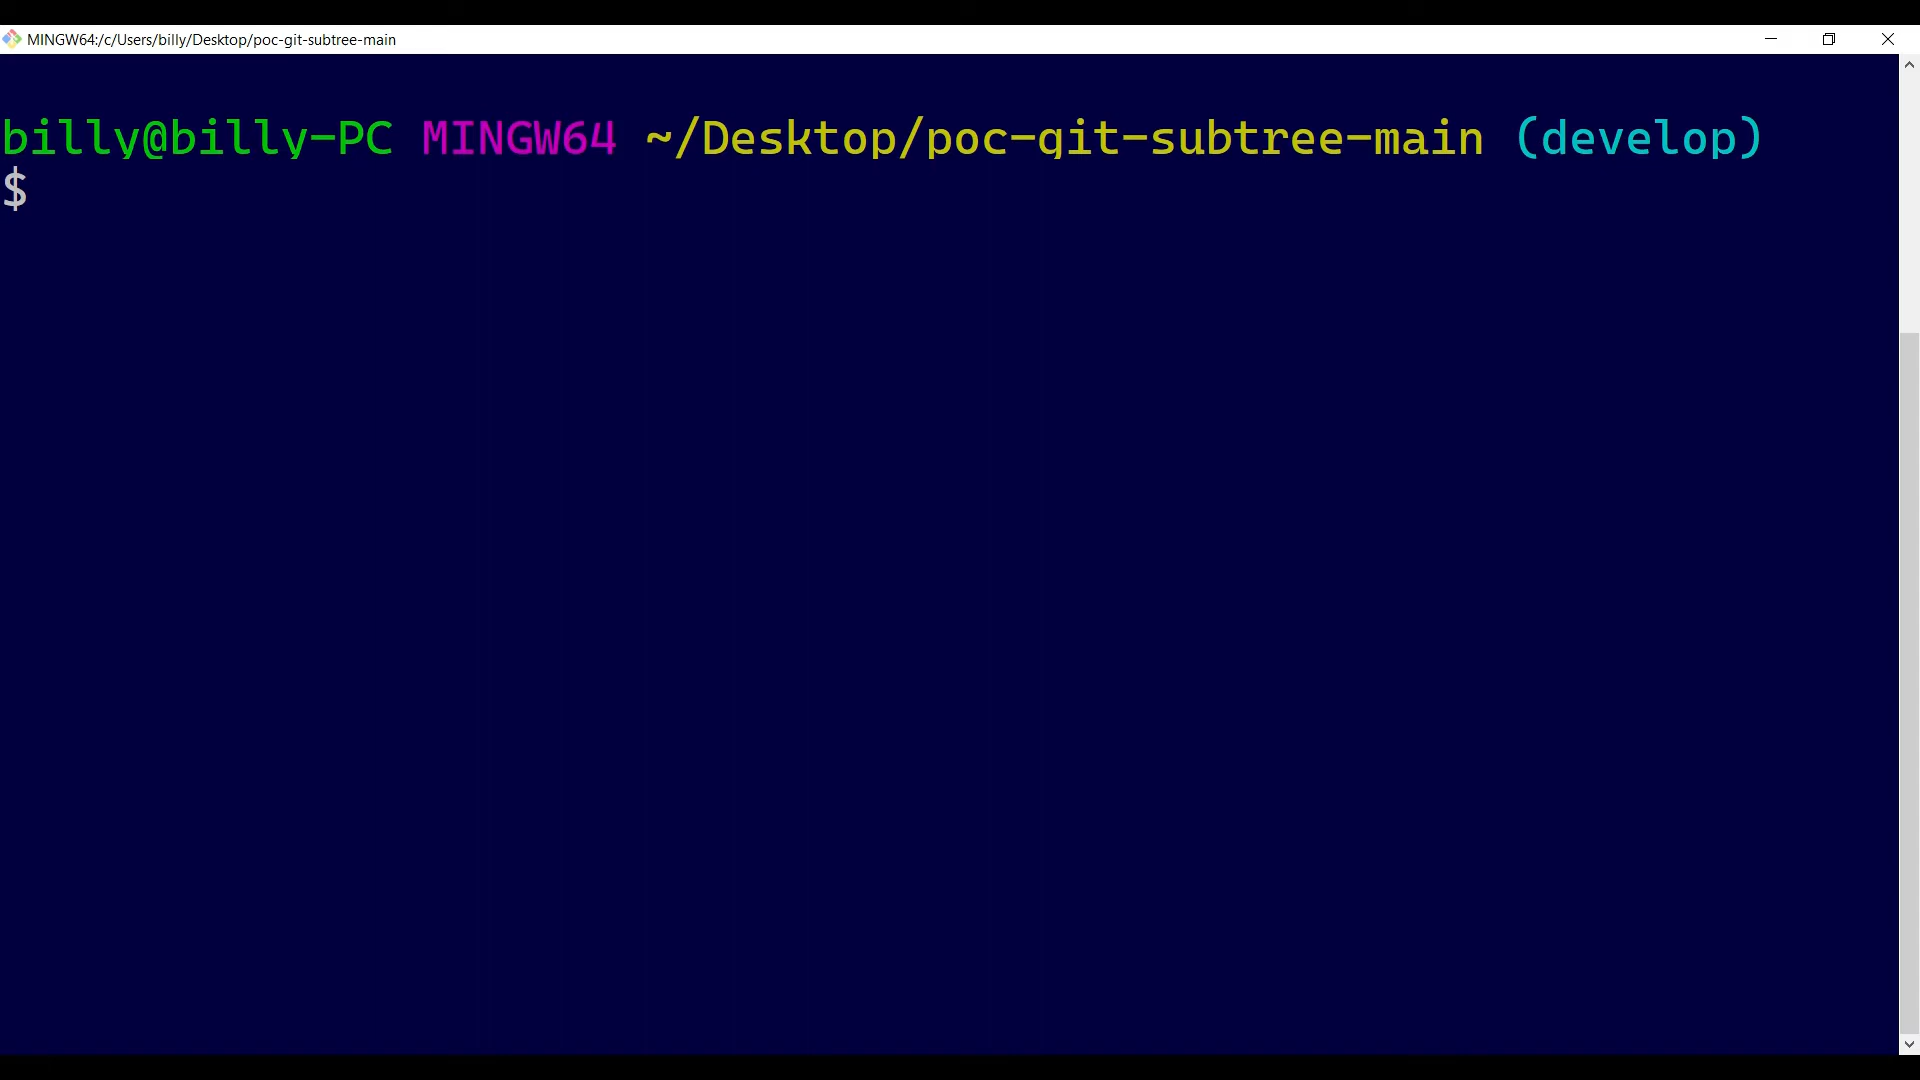 MINGW64:/c/Users/billy/Desktop/poc-git-subtree-main
billy@billy-PC MINGW64 ~/Desktop/poc-git-subtree-main (develop)
$